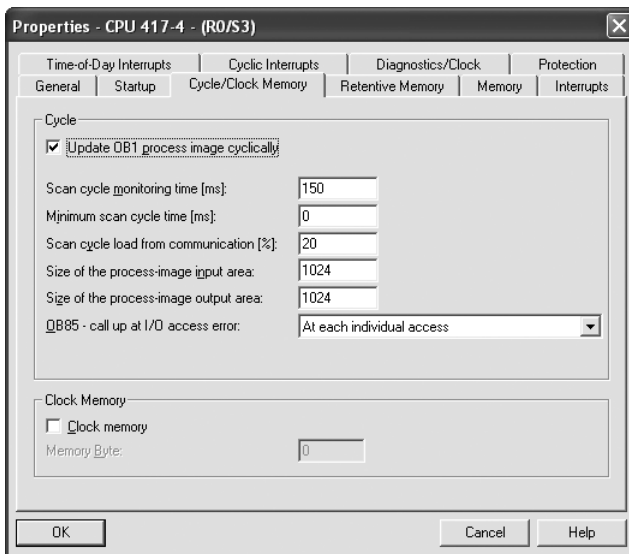 Properties - CPU 417-4 - (R0/S3)
Time-of-Day Interrupts Cyclic Interrupts Diagnostics/Clock Protection
General Startup Cycle/Clock Memory Retentive Memory Memory Interrupts
Cycle
Update OB1 process image cyclically
Scan cycle monitoring time [ms]: 150
Minimum scan cycle time [ms]: 0
Scan cycle load from communication [%]: 20
Size of the process-image input area: 1024
Size of the process-image output area: 1024
OB85 - call up at I/O access error: At each individual access
Clock Memory
Clock memory
Memory Byte: 0
OK Cancel Help